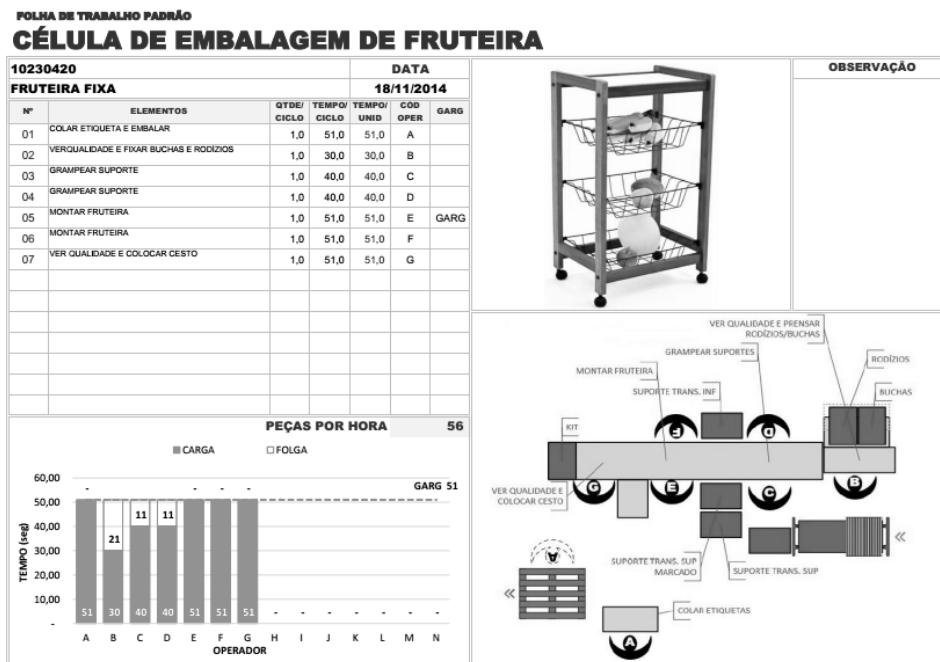 FOLHA DE TRABALHO PADRÃO
CÉLULA DE EMBALAGEM DE FRUTEIRA
10230420 DATA
FRUTEIRA FIXA 18/11/2014
Nº ELEMENTOS QTDE/ CICLO TEMPO/ CICLO TEMPO/ UNID COD OPER GARG
01 COLAR ETIQUETA E EMBALAR 1,0 51,0 51,0 A
02 VERQUALIDADE E FIXAR BUCHAS E RODÍZIOS 1,0 30,0 30,0 B
03 GRAMPEAR SUPORTE 1,0 40,0 40,0 C
04 GRAMPEAR SUPORTE 1,0 40,0 40,0 D
05 MONTAR FRUTEIRA 1,0 51,0 51,0 E GARG
06 MONTAR FRUTEIRA 1,0 51,0 51,0 F
07 VER QUALIDADE E COLOCAR CESTO 1,0 51,0 51,0 G
OBSERVAÇÃO
PEÇAS POR HORA 56
CARGA FOLGA
TEMPO (seg)
60,00
50,00
40,00
30,00
20,00
10,00
-
- - - - GARG 51
21 11 11
51 30 40 40 51 51 51 - - - - - - -
A B C D E F G H I J K L M N
OPERADOR
VER QUALIDADE E PRENSAR
RODÍZIOS/BUCHAS
GRAMPEAR SUPORTES
RODÍZIOS
MONTAR FRUTEIRA
SUPORTE TRANS. INF
BUCHAS
KIT
F D
G E C B
VER QUALIDADE E
COLOCAR CESTO
SUPORTE TRANS. SUP
MARCADO
SUPORTE TRANS. SUP
A
COLAR ETIQUETAS
A